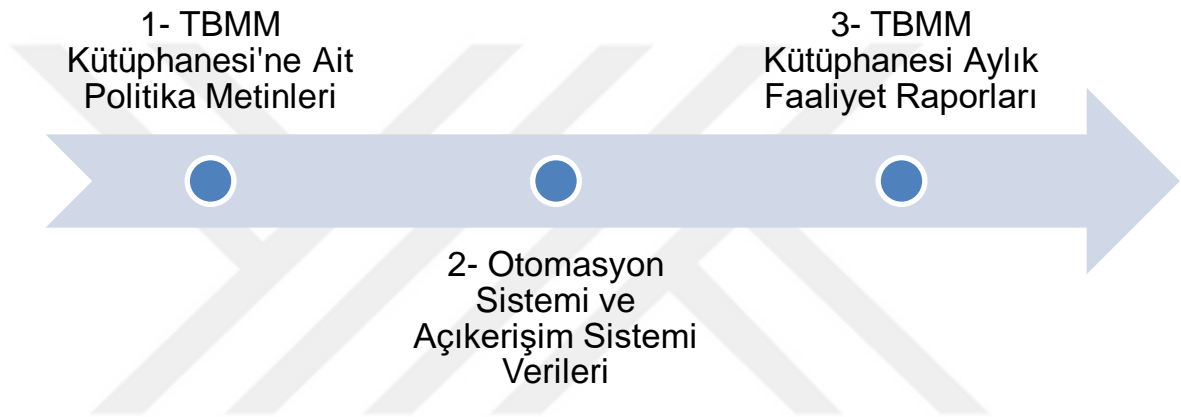 1- TBMM
Kütüphanesi'ne Ait
Politika Metinleri
2- Otomasyon
Sistemi ve
Açıkerişim Sistemi
Verileri
3- TBMM
Kütüphanesi Aylık
Faaliyet Raporları